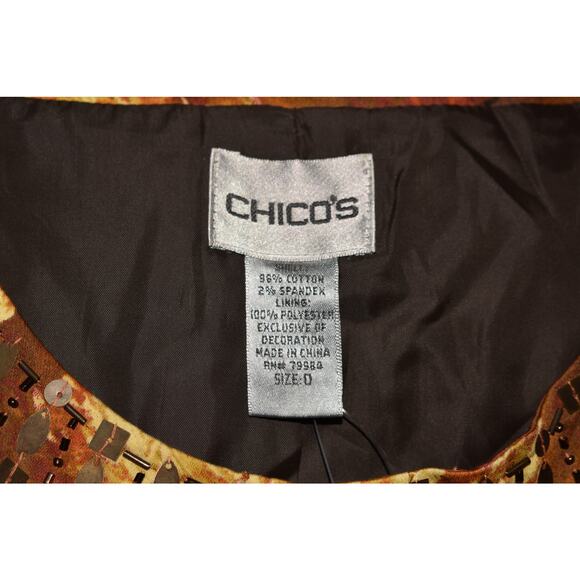 CHICO'S
SHELL:
98% COTTON
2% SPANDEX
LINING:
100% POLYESTER
EXCLUSIVE OF
DECORATION
MADE IN CHINA
RN# 79984
SIZE: 0